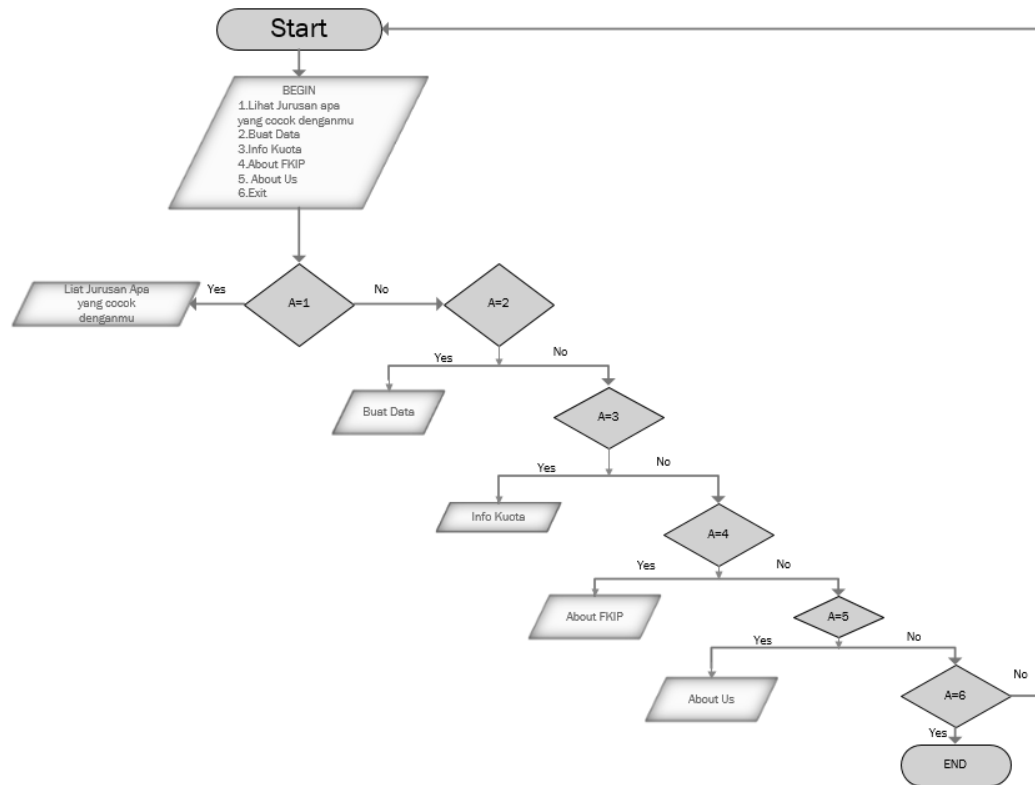 Start
BEGIN
1.Lihat Jurusan apa
yang cocok denganmu
2.Buat Data
3.Info Kuota
4.About FKIP
5. About Us
6.Exit
Liat Jurusan Apa
yang cocok
denganmu
Yes
A=1
No
A=2
Yes
No
Buat Data
A=3
Yes
No
Info Kuota
A=4
Yes
No
About FKIP
A=5
Yes
No
About Us
A=6
No
Yes
END